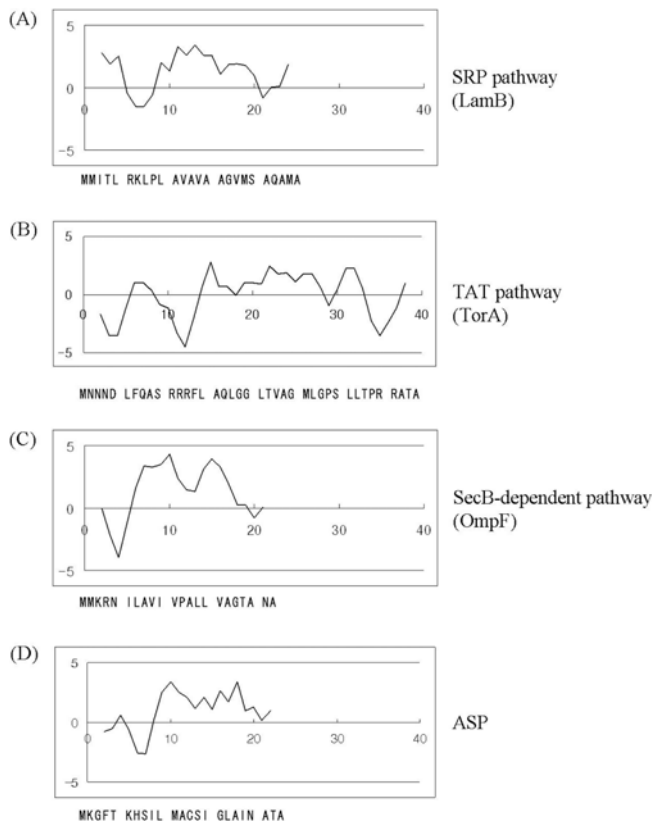 (A)
5
0
0
10
20
30
40
-5
SRP pathway
(LamB)
MMITL RKLPL AVAVA AGVMS AQAMA
(B)
5
0
0
10
20
30
40
-5
TAT pathway
(TorA)
MNNND LFQAS RRRFL AQLGG LTVAG MLGPS LLTPR RATA
(C)
5
0
0
10
20
30
40
-5
SecB-dependent pathway
(OmpF)
MMKRN ILAVI VPALL VAGTA NA
(D)
5
0
0
10
20
30
40
-5
ASP
MKGFT KHSIL MACSI GLAIN ATA